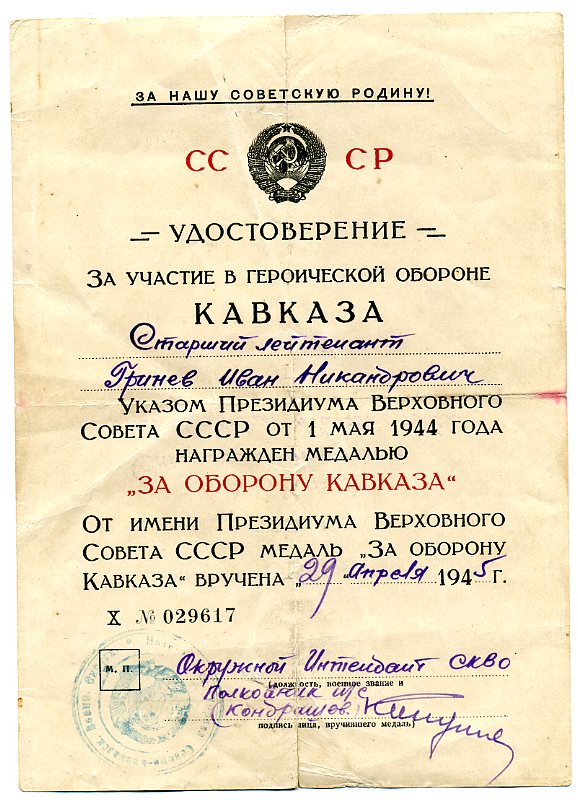 ЗА НАШУ СОВЕТСКУЮ РОДИНУ!
СС СР
УДОСТОВЕРЕНИЕ
ЗА УЧАСТИЕ В ГЕРОИЧЕСКОЙ ОБОРОНЕ
КАВКАЗА
Старший лейтенант
Гринев Иван Никандрович
УКАЗОМ ПРЕЗИДИУМА ВЕРХОВНОГО
СОВЕТА СССР ОТ 1 МАЯ 1944 ГОДА
НАГРАЖДЕН МЕДАЛЬЮ
„ЗА ОБОРОНУ КАВКАЗА“
ОТ ИМЕНИ ПРЕЗИДИУМА ВЕРХОВНОГО
СОВЕТА СССР МЕДАЛЬ „ЗА ОБОРОНУ
КАВКАЗА“ ВРУЧЕНА „29 “ Апреля 1945 г.
X № 029617
М. П.
Окружной Интендант СКВО
(должность, военное звание и
Полковник и/с
(Кондрашов)
подпись лица, вручившего медаль)